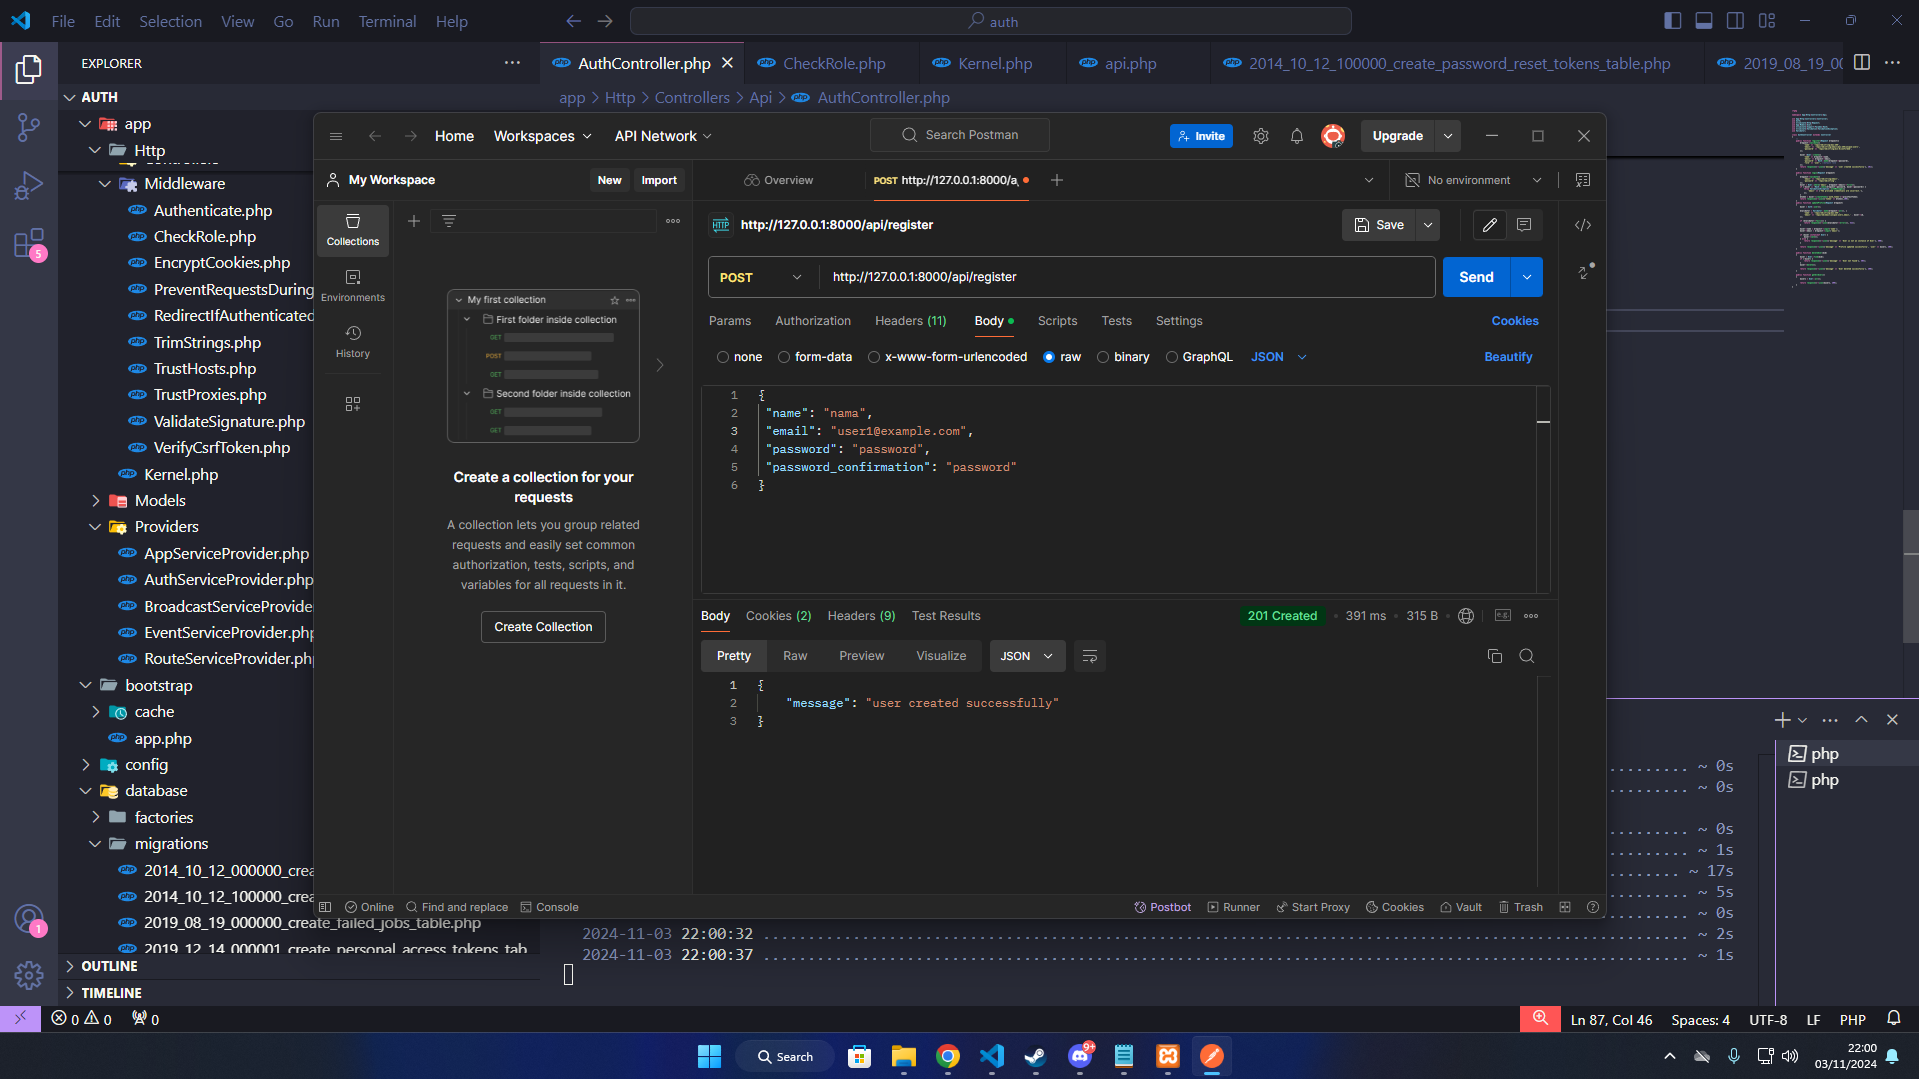 File Edit Selection View Go Run Terminal Help
auth
EXPLORER
AUTH
app
Http
Middleware
Authenticate.php
CheckRole.php
EncryptCookies.php
PreventRequestsDuring
RedirectIfAuthenticated
TrimStrings.php
TrustHosts.php
TrustProxies.php
ValidateSignature.php
VerifyCsrfToken.php
Kernel.php
Models
Providers
AppServiceProvider.php
AuthServiceProvider.php
BroadcastServiceProvide
EventServiceProvider.php
RouteServiceProvider.ph
bootstrap
cache
app.php
config
database
factories
migrations
2014_10_12_000000_crea
2014_10_12_100000_crea
2019_08_19_000000_create_failed_jobs_table.php
2019_12_14_000001_create_personal_access_tokens_tab
OUTLINE
TIMELINE
5
1
AuthController.php CheckRole.php Kernel.php api.php 2014_10_12_100000_create_password_reset_tokens_table.php 2019_08_19_00
app > Http > Controllers > Api > AuthController.php
Home Workspaces API Network
Search Postman
Invite
Upgrade
My Workspace
New Import
Overview
POST http://127.0.0.1:8000/a
No environment
Collections
Environments
History
My first collection
First folder inside collection
GET
POST
GET
Second folder inside collection
GET
GET
Create a collection for your
requests
A collection lets you group related
requests and easily set common
authorization, tests, scripts, and
variables for all requests in it.
Create Collection
HTTP http://127.0.0.1:8000/api/register
Save
POST http://127.0.0.1:8000/api/register
Send
Params Authorization Headers (11) Body Scripts Tests Settings
Cookies
none form-data x-www-form-urlencoded raw binary GraphQL JSON
Beautify
1 {
2 "name": "nama",
3 "email": "user1@example.com",
4 "password": "password",
5 "password_confirmation": "password"
6 }
Body Cookies (2) Headers (9) Test Results
201 Created 391 ms 315 B e.g.
Pretty Raw Preview Visualize JSON
1 {
2 "message": "user created successfully"
3 }
Online Find and replace Console
Postbot Runner Start Proxy Cookies Vault Trash
php
php
......... ~ 0s
......... ~ 0s
......... ~ 0s
......... ~ 1s
........ ~ 17s
......... ~ 5s
......... ~ 0s
2024-11-03 22:00:32 ......... ~ 2s
2024-11-03 22:00:37 ......... ~ 1s
0 0 0
Ln 87, Col 46 Spaces: 4 UTF-8 LF PHP
Search
9+
22:00
03/11/2024